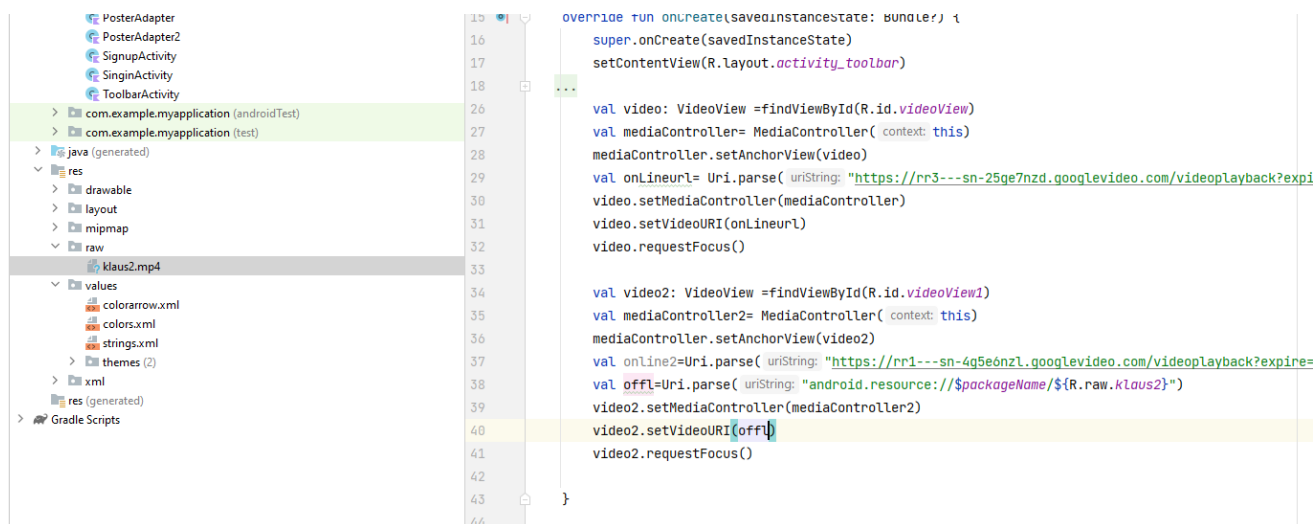 PosterAdapter
PosterAdapter2
SignupActivity
SinginActivity
ToolbarActivity
com.example.myapplication (androidTest)
com.example.myapplication (test)
java (generated)
res
drawable
layout
mipmap
raw
klaus2.mp4
values
colorarrow.xml
colors.xml
strings.xml
themes (2)
xml
res (generated)
Gradle Scripts
15 override fun onCreate(savedInstanceState: Bundle?) {
16 super.onCreate(savedInstanceState)
17 setContentView(R.layout.activity_toolbar)
18 ...
26 val video: VideoView =findViewById(R.id.videoView)
27 val mediaController= MediaController( context: this)
28 mediaController.setAnchorView(video)
29 val onLineurl= Uri.parse( uriString: "https://rr3---sn-25ge7nzd.googlevideo.com/videoplayback?expi
30 video.setMediaController(mediaController)
31 video.setVideoURI(onLineurl)
32 video.requestFocus()
33
34 val video2: VideoView =findViewById(R.id.videoView1)
35 val mediaController2= MediaController( context: this)
36 mediaController.setAnchorView(video2)
37 val online2=Uri.parse( uriString: "https://rr1---sn-4g5e6nzl.googlevideo.com/videoplayback?expire=
38 val offl=Uri.parse( uriString: "android.resource://$packageName/${R.raw.klaus2}")
39 video2.setMediaController(mediaController2)
40 video2.setVideoURI(offl)
41 video2.requestFocus()
42
43 }
44